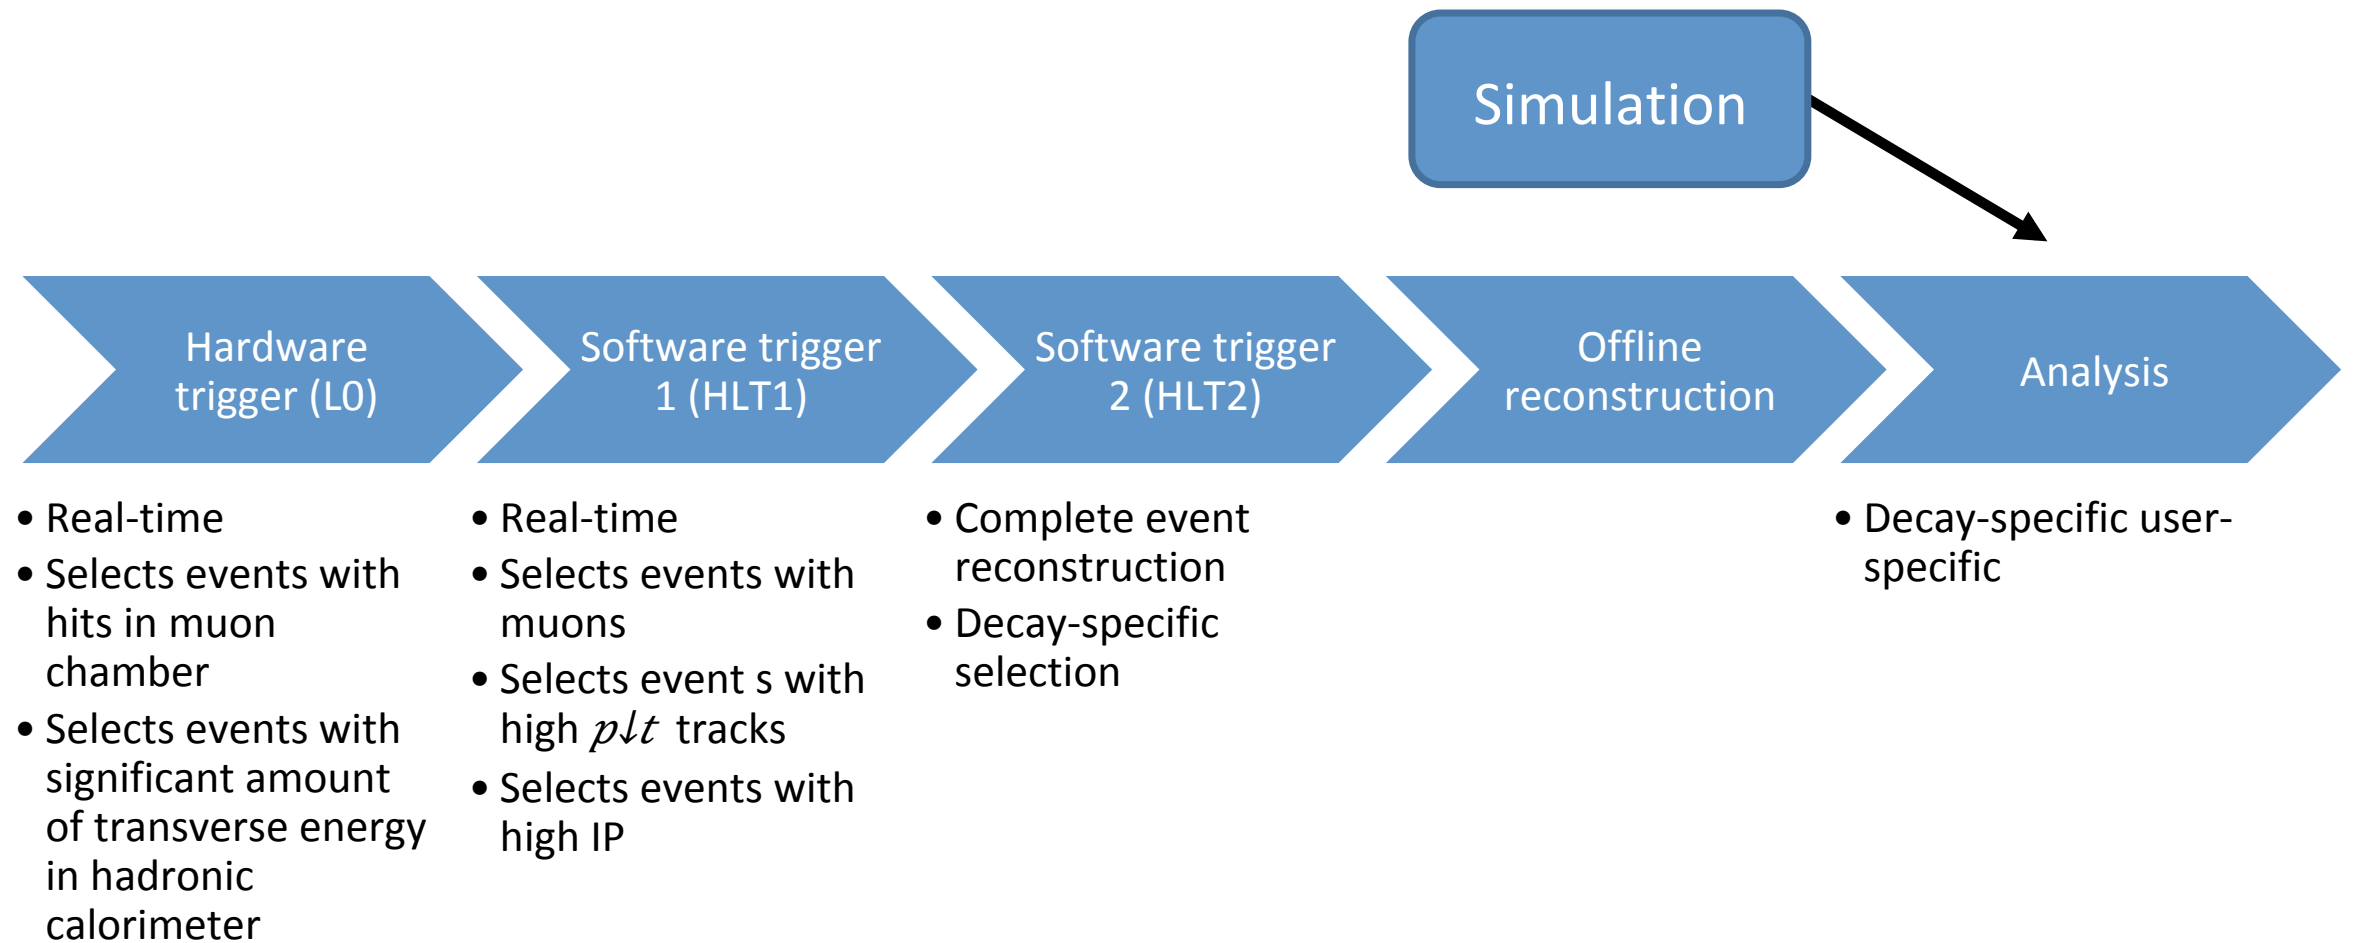 Simulation
Hardware
trigger (L0)
Software trigger
1 (HLT1)
Software trigger
2 (HLT2)
Offline
reconstruction
Analysis
• Real-time
• Selects events with
hits in muon
chamber
• Selects events with
significant amount
of transverse energy
in hadronic
calorimeter
• Real-time
• Selects events with
muons
• Selects event s with
high p↓t tracks
• Selects events with
high IP
• Complete event
reconstruction
• Decay-specific
selection
• Decay-specific user-
specific